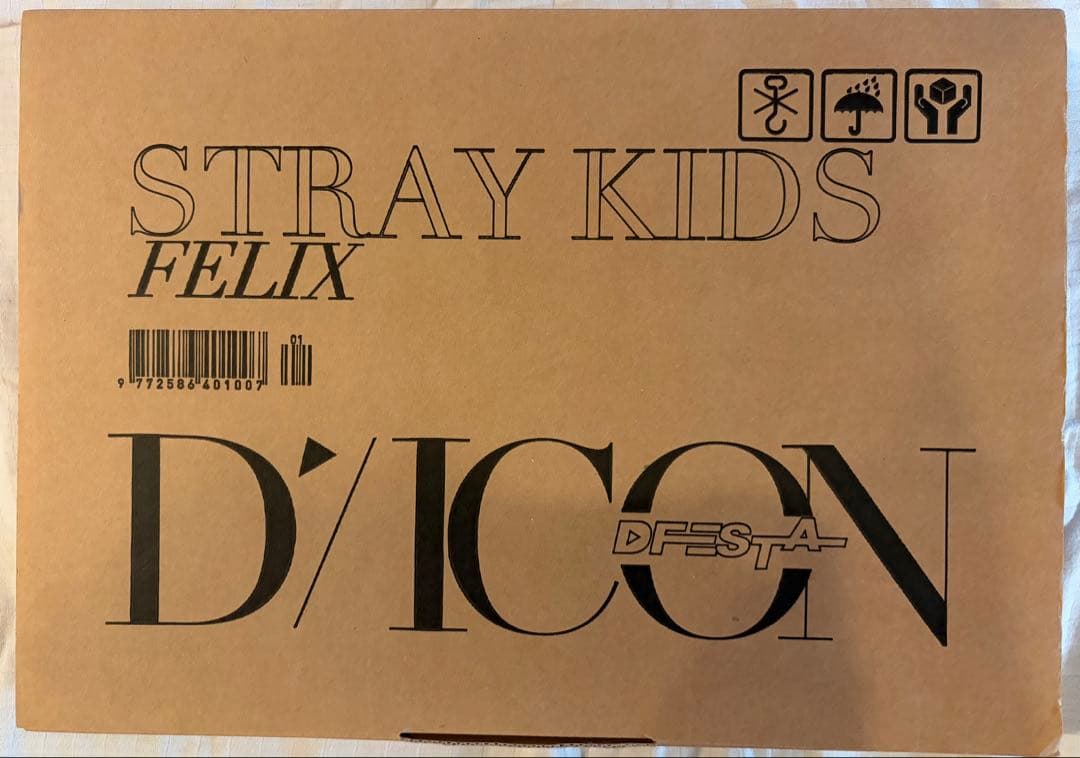 STRAY KIDS
FELIX
01
9 772586 401007
D'/ICON
DFESTA